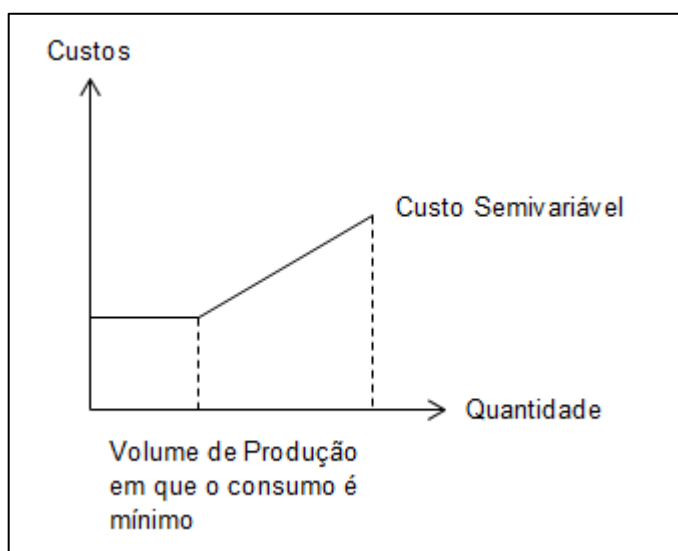 Custos
Custo Semivariável
Quantidade
Volume de Produção
em que o consumo é
mínimo